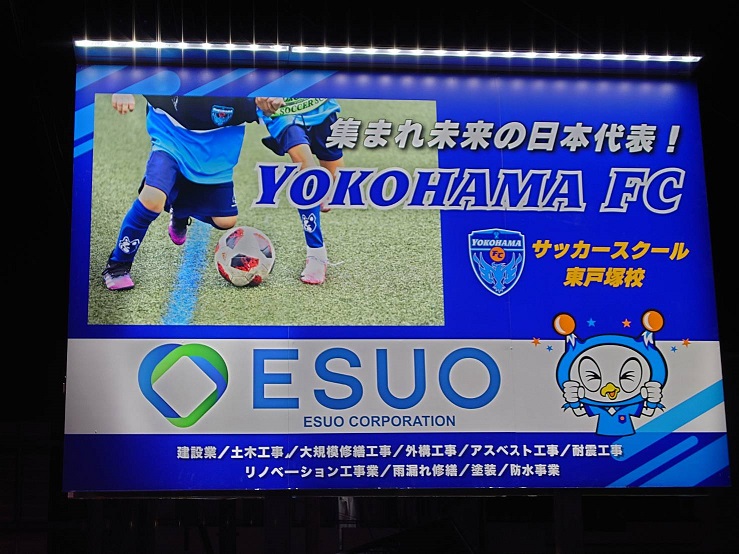 SOCCER S
集まれ未来の日本代表！
YOKOHAMA FC
YOKOHAMA
FC
サッカースクール
東戸塚校
ESUO
ESUO CORPORATION
建設業／土木工事／大規模修繕工事／外構工事／アスベスト工事／耐震工事
リノベーション工事業／雨漏れ修繕／塗装／防水事業